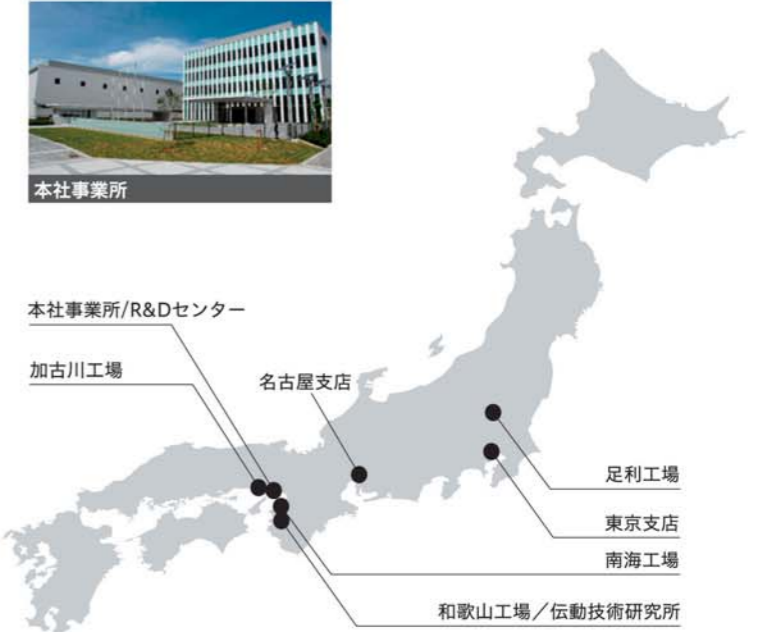 本社事業所
本社事業所/R&Dセンター
加古川工場
名古屋支店
足利工場
東京支店
南海工場
和歌山工場／伝動技術研究所